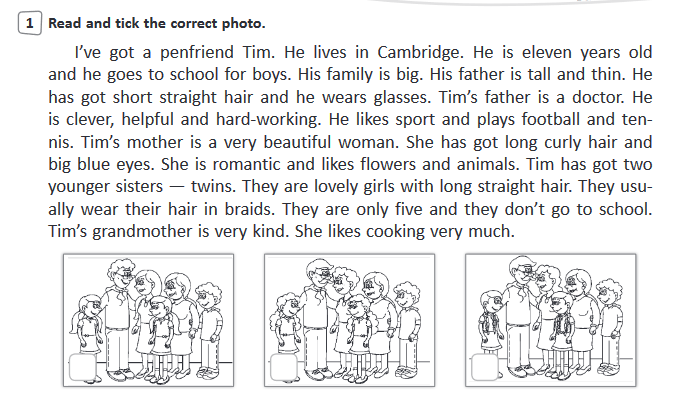 1 Read and tick the correct photo.
I've got a penfriend Tim. He lives in Cambridge. He is eleven years old
and he goes to school for boys. His family is big. His father is tall and thin. He
has got short straight hair and he wears glasses. Tim's father is a doctor. He
is clever, helpful and hard-working. He likes sport and plays football and ten-
nis. Tim's mother is a very beautiful woman. She has got long curly hair and
big blue eyes. She is romantic and likes flowers and animals. Tim has got two
younger sisters — twins. They are lovely girls with long straight hair. They usu-
ally wear their hair in braids. They are only five and they don't go to school.
Tim's grandmother is very kind. She likes cooking very much.